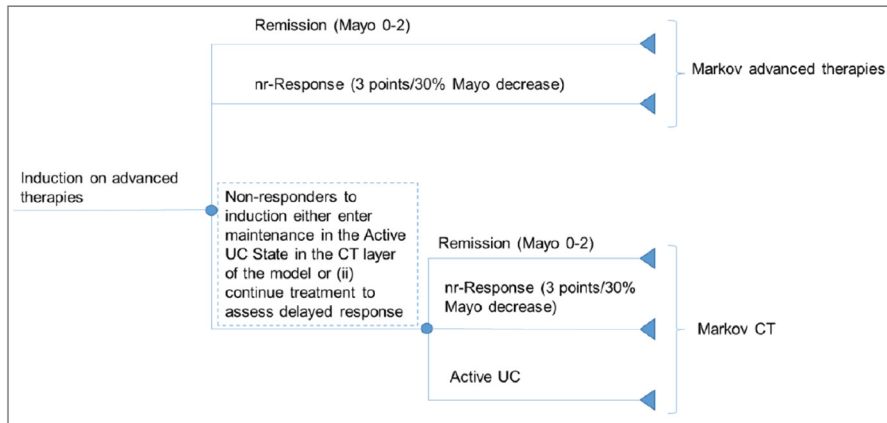 Remission (Mayo 0-2)
Markov advanced therapies
nr-Response (3 points/30% Mayo decrease)
Induction on advanced
therapies
Non-responders to
induction either enter
maintenance in the Active
UC State in the CT layer
of the model or (ii)
continue treatment to
assess delayed response
Remission (Mayo 0-2)
nr-Response (3 points/30%
Mayo decrease)
Markov CT
Active UC